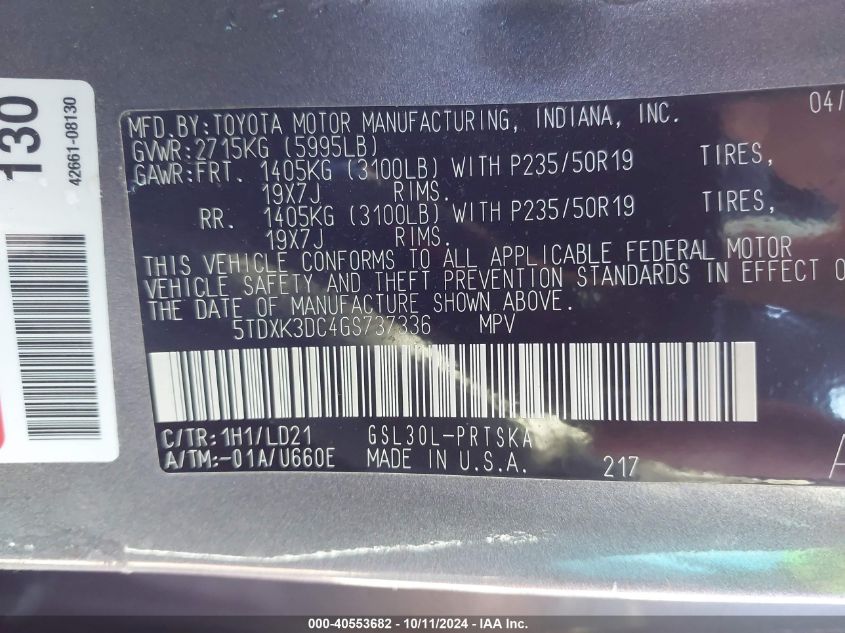 130
42661-08130
04/
MFD.BY:TOYOTA MOTOR MANUFACTURING, INDIANA, INC.
GVWR:2715KG (5995LB)
GAWR:FRT. 1405KG (3100LB) WITH P235/50R19 TIRES,
19X7J RIMS.
RR. 1405KG (3100LB) WITH P235/50R19 TIRES,
19X7J RIMS.
THIS VEHICLE CONFORMS TO ALL APPLICABLE FEDERAL MOTOR
VEHICLE SAFETY AND THEFT PREVENTION STANDARDS IN EFFECT O
THE DATE OF MANUFACTURE SHOWN ABOVE.
5TDXK3DC4GS737336 MPV
C/TR:1H1/LD21 GSL30L-PRTSKA
A/TM:-01A/U660E MADE IN U.S.A. 217 A
000-40553682 - 10/11/2024 - IAA Inc.